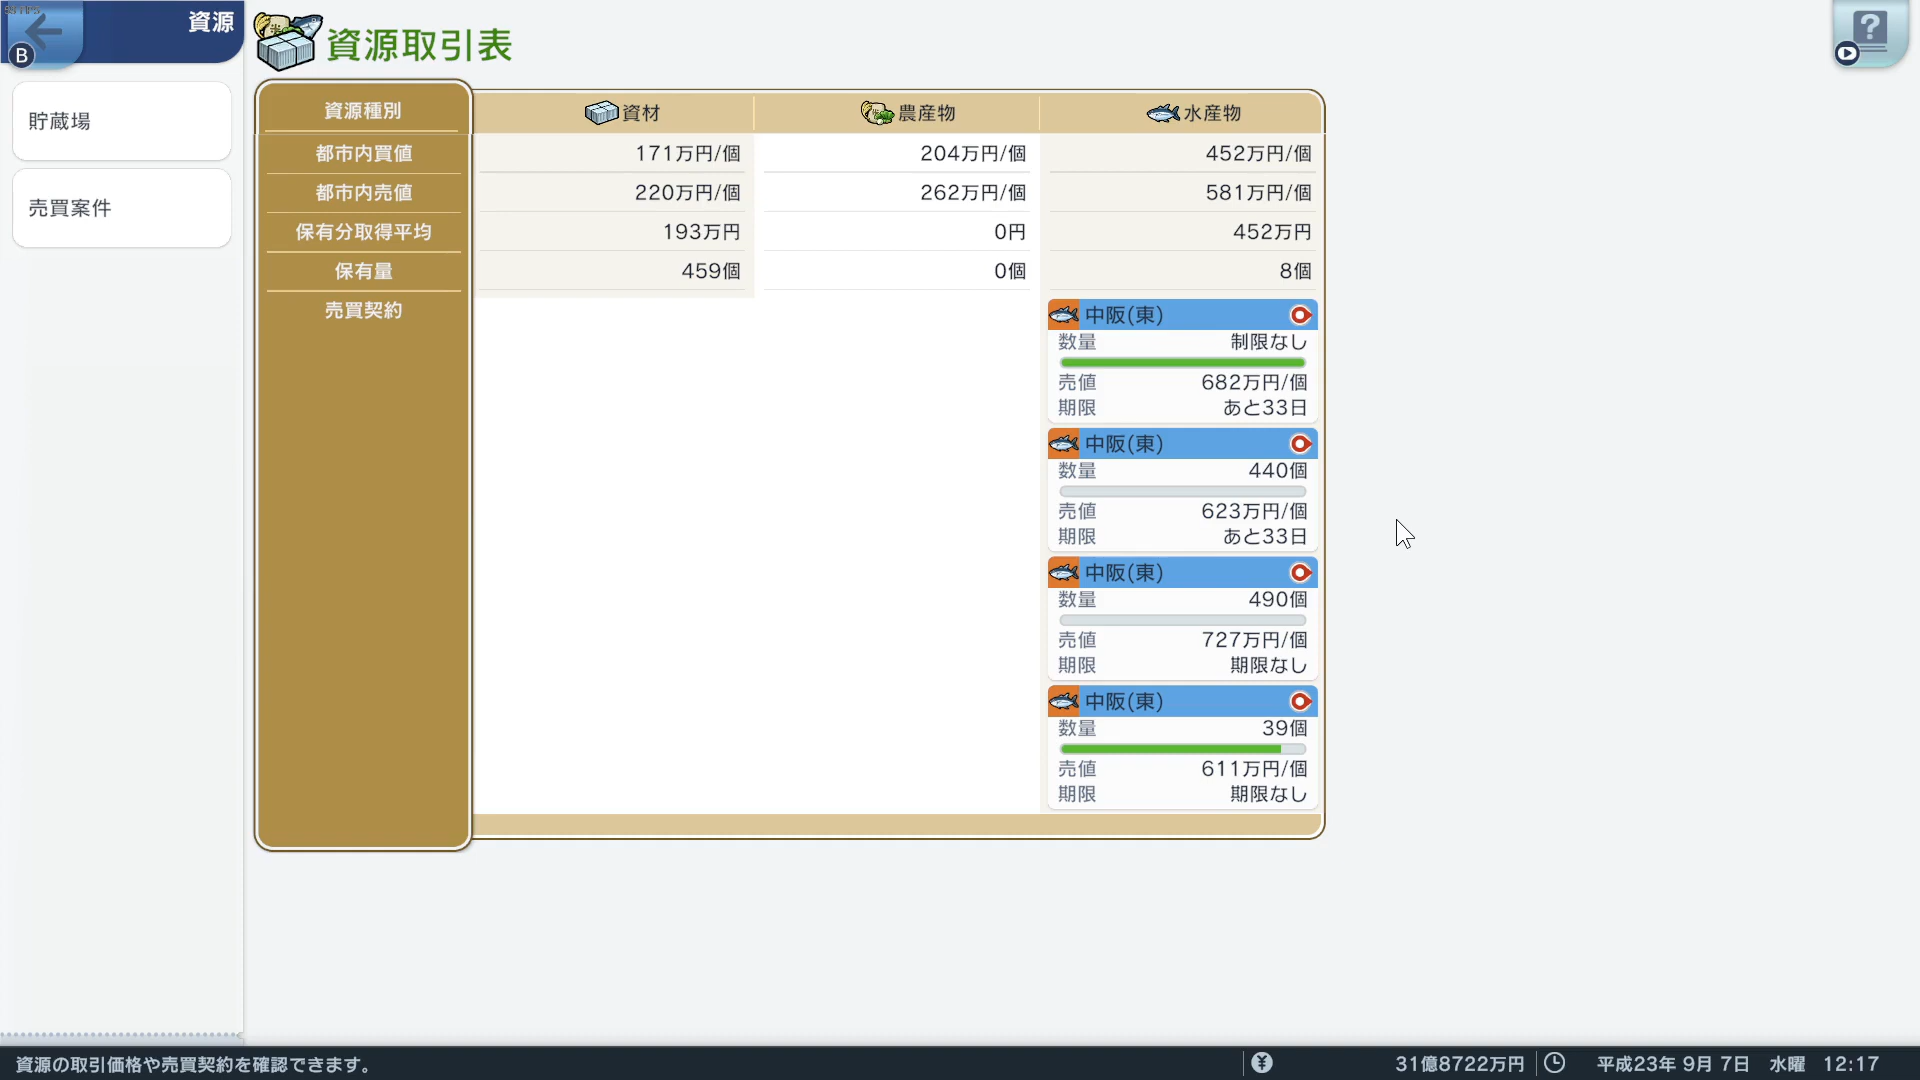 資源
B
貯蔵場
売買案件
資源取引表
資源種別 資材 農産物 水産物
都市内買値 171万円/個 204万円/個 452万円/個
都市内売値 220万円/個 262万円/個 581万円/個
保有分取得平均 193万円 0円 452万円
保有量 459個 0個 8個
売買契約
中阪(東)
数量 制限なし
売値 682万円/個
期限 あと33日
中阪(東)
数量 440個
売値 623万円/個
期限 あと33日
中阪(東)
数量 490個
売値 727万円/個
期限 期限なし
中阪(東)
数量 39個
売値 611万円/個
期限 期限なし
?
資源の取引価格や売買契約を確認できます。
¥ 31億8722万円 平成23年 9月 7日 水曜 12:17